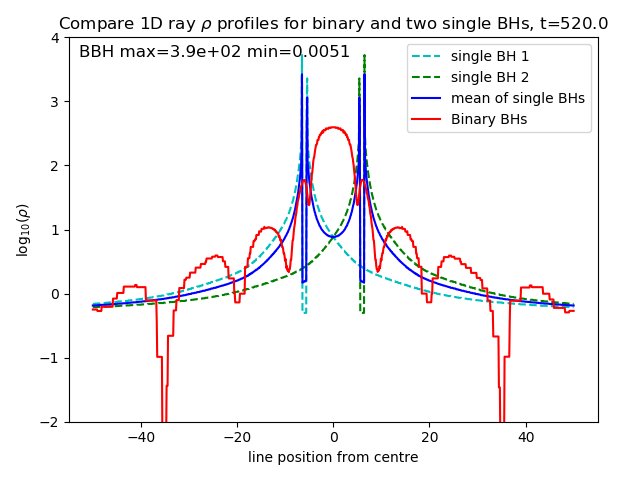 Compare 1D ray ρ profiles for binary and two single BHs, t=520.0
BBH max=3.9e+02 min=0.0051
single BH 1
single BH 2
mean of single BHs
Binary BHs
log₁₀(ρ)
4
3
2
1
0
−1
−2
−40
−20
0
20
40
line position from centre